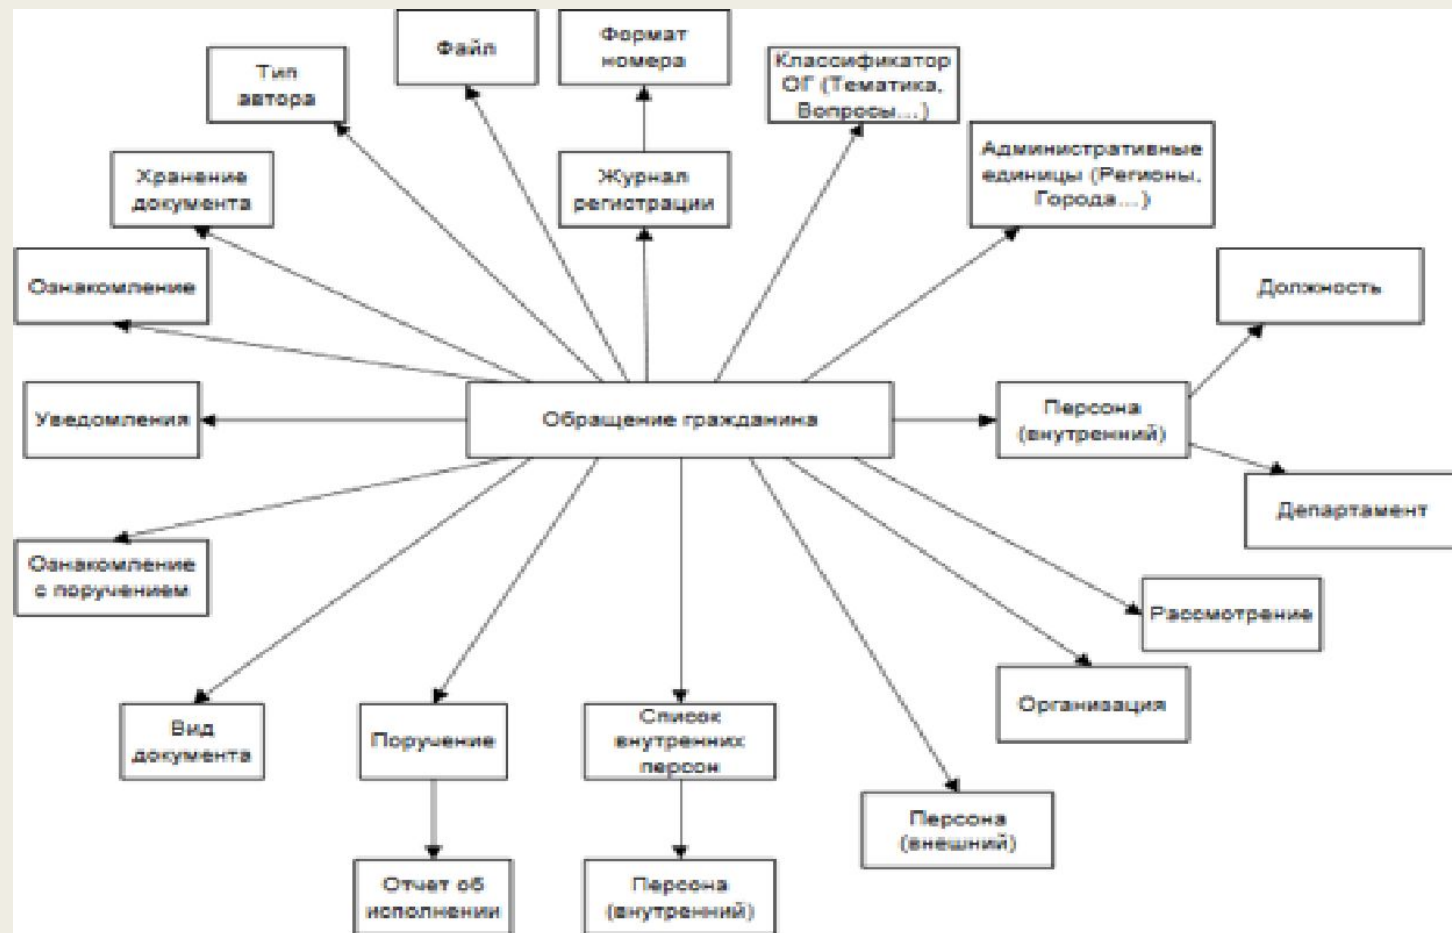 Файл
Формат
номера
Тип
автора
Классификатор
ОГ (Тематика,
Вопросы...)
Хранение
документа
Журнал
регистрации
Административные
единицы (Регионы,
Города...)
Ознакомление
Должность
Уведомления
Обращение гражданина
Персона
(внутренний)
Департамент
Ознакомление
с поручением
Рассмотрение
Организация
Вид
документа
Поручение
Список
внутренних
персон
Персона
(внешний)
Отчет об
исполнении
Персона
(внутренний)